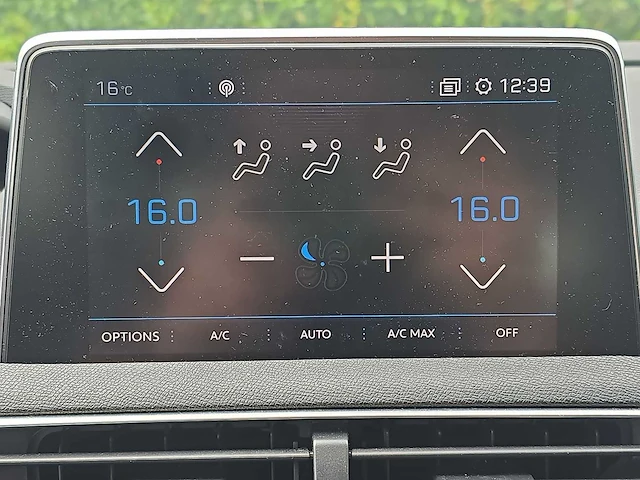 16°C 12:39
16.0 16.0
OPTIONS A/C AUTO A/C MAX OFF